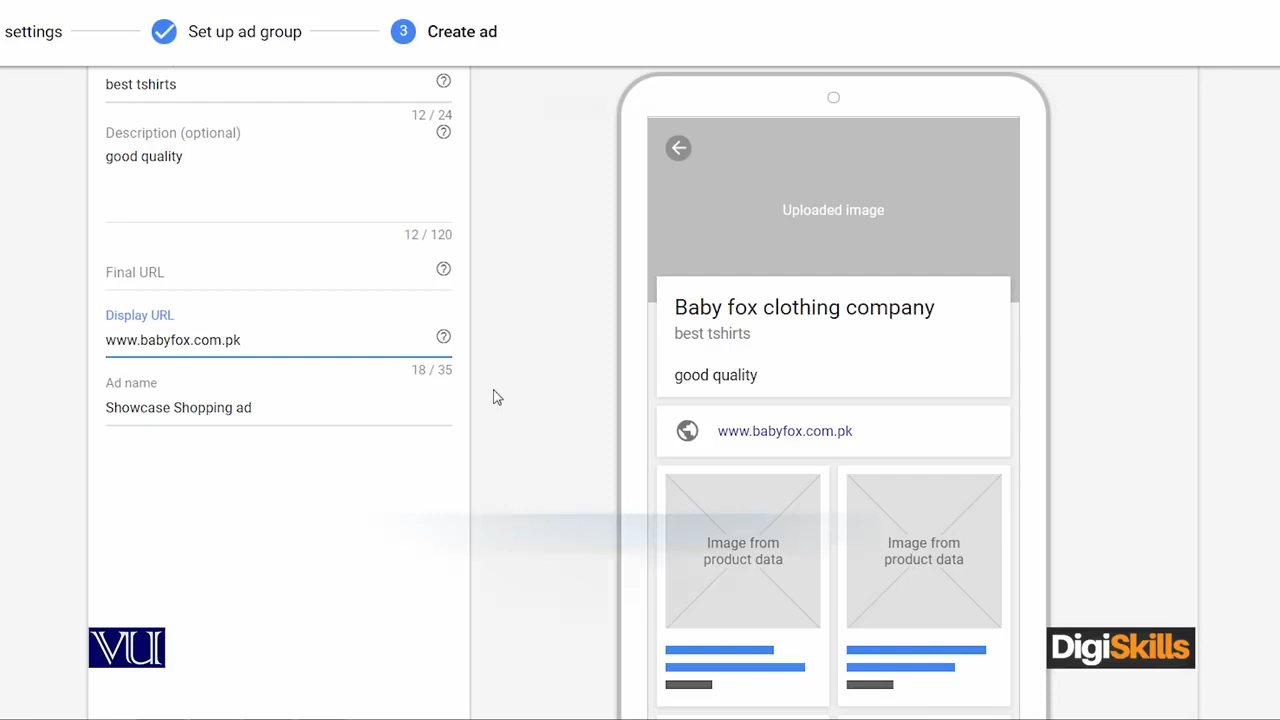 settings
Set up ad group
3
Create ad
best tshirts
12 / 24
Description (optional)
good quality
12 / 120
Final URL
Display URL
www.babyfox.com.pk
18 / 35
Ad name
Showcase Shopping ad
Uploaded image
Baby fox clothing company
best tshirts
good quality
www.babyfox.com.pk
Image from
product data
Image from
product data
VU
DigiSkills